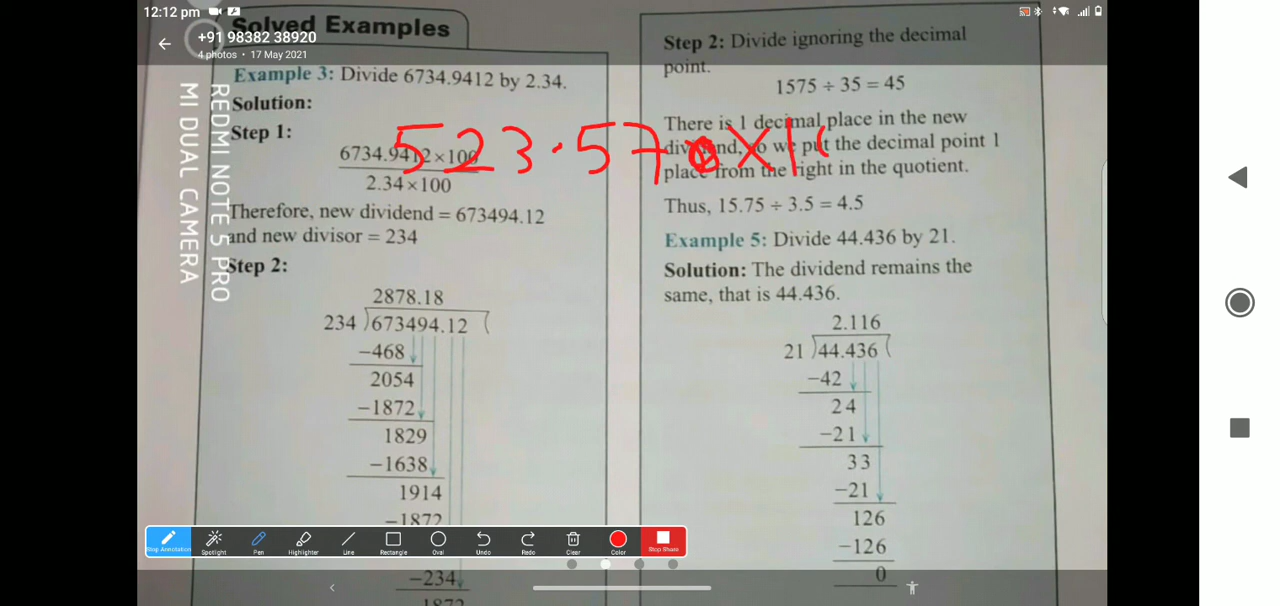 12:12 pm
+91 98382 38920
4 photos • 17 May 2021
Solved Examples
Example 3: Divide 6734.9412 by 2.34.
Solution:
Step 1:
6734.9412×100
2.34×100
Therefore, new dividend = 673494.12
and new divisor = 234
Step 2:
2878.18
234 )673494.12 (
−468
2054
−1872
1829
−1638
1914
−1872
−234
1872
523.57 ×1
Step 2: Divide ignoring the decimal
point.
1575 ÷ 35 = 45
There is 1 decimal place in the new
dividend, so we put the decimal point 1
place from the right in the quotient.
Thus, 15.75 ÷ 3.5 = 4.5
Example 5: Divide 44.436 by 21.
Solution: The dividend remains the
same, that is 44.436.
2.116
21 )44.436 (
−42
24
−21
33
−21
126
−126
0
REDMI NOTE 5 PRO
MI DUAL CAMERA
Stop Annotation Spotlight Pen Highlighter Line Rectangle Oval Undo Redo Clear Color Stop Share